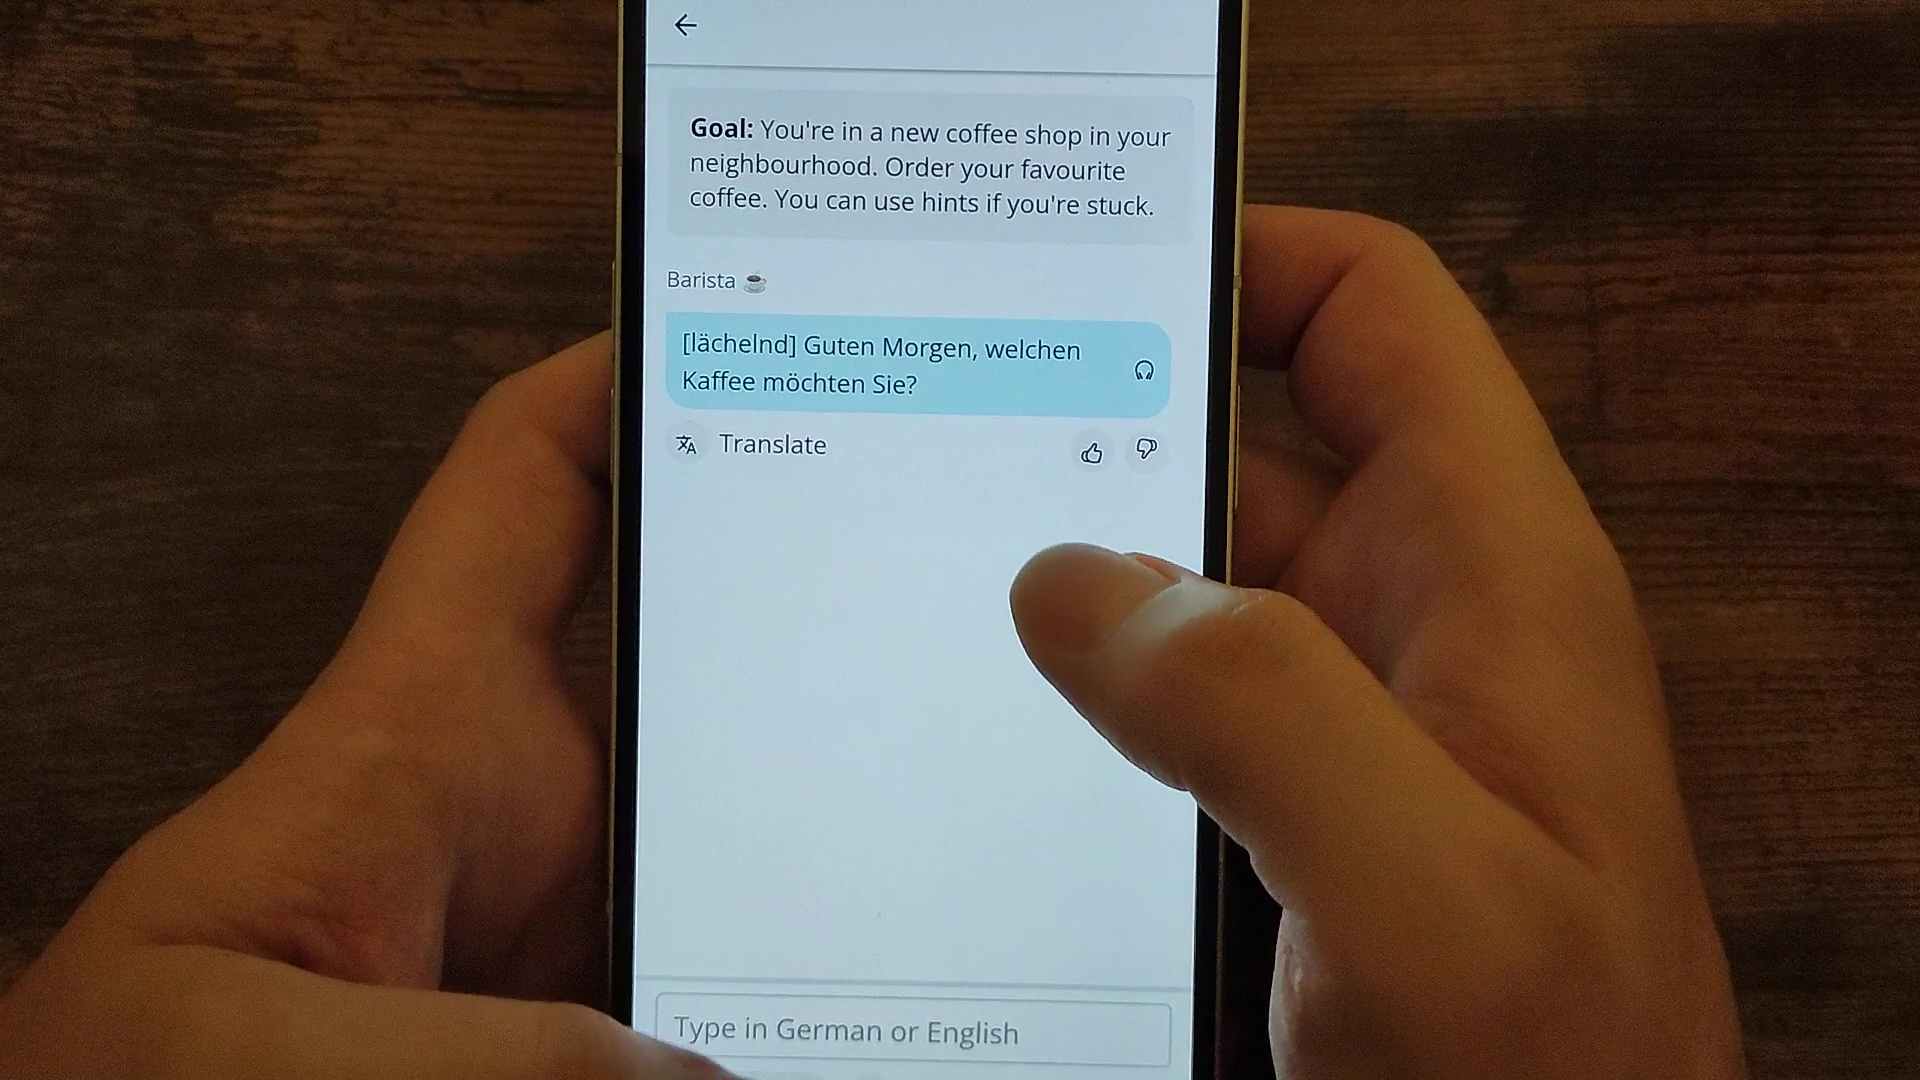 Goal: You're in a new coffee shop in your
neighbourhood. Order your favourite
coffee. You can use hints if you're stuck.
Barista ☕
[lächelnd] Guten Morgen, welchen
Kaffee möchten Sie?
Translate
Type in German or English